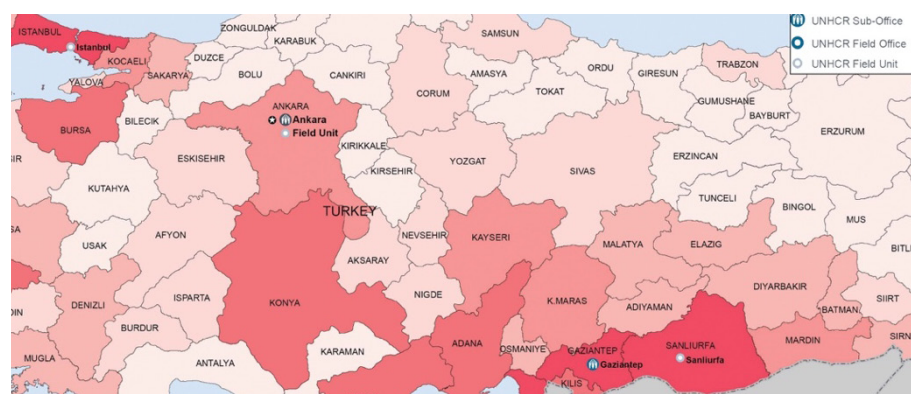 UNHCR Sub-Office
UNHCR Field Office
UNHCR Field Unit
ISTANBUL
Istanbul
ZONGULDAK
KARABUK
SAMSUN
KOCAELI
DUZCE
YALOVA
SAKARYA
BOLU
CANKIRI
CORUM
AMASYA
ORDU
GIRESUN
TRABZON
TOKAT
GUMUSHANE
BAYBURT
ERZURUM
BURSA
BILECIK
ANKARA
Ankara
Field Unit
KIRIKKALE
ESKISEHIR
YOZGAT
SIVAS
ERZINCAN
KIRSEHIR
KUTAHYA
TUNCELI
BINGOL
MUS
TURKEY
USAK
AFYON
NEVSEHIR
KAYSERI
MALATYA
ELAZIG
BITL
AKSARAY
KONYA
NIGDE
K.MARAS
ADIYAMAN
DIYARBAKIR
SIIRT
BATMAN
DENIZLI
ISPARTA
BURDUR
MUGLA
ANTALYA
KARAMAN
ADANA
OSMANIYE
GAZIANTEP
Gaziantep
KILIS
SANLIURFA
Sanliurfa
MARDIN
SIRN